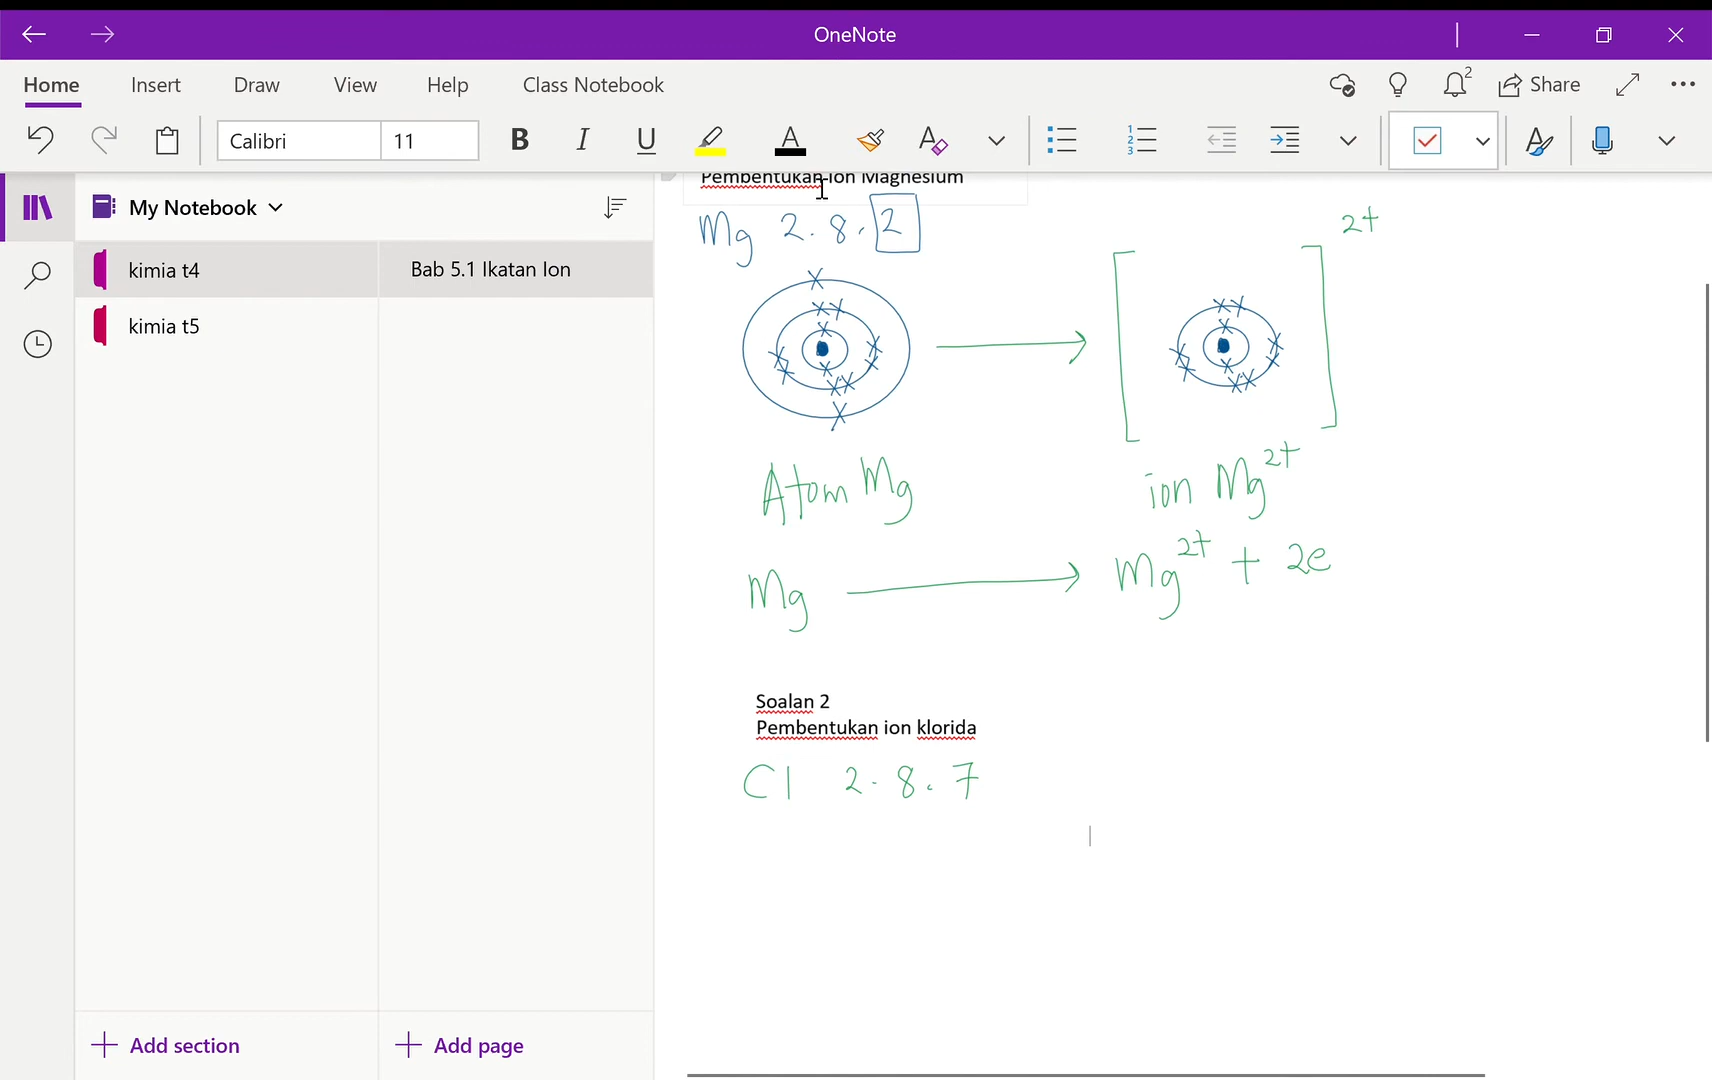 OneNote
Home Insert Draw View Help Class Notebook 2 Share
Calibri 11 B I U A A
My Notebook
kimia t4
kimia t5
Bab 5.1 Ikatan Ion
Add section
Add page
Pembentukan ion Magnesium
Mg 2.8.2
2+
Atom Mg
ion Mg2+
Mg → Mg2+ + 2e
Soalan 2
Pembentukan ion klorida
Cl 2.8.7